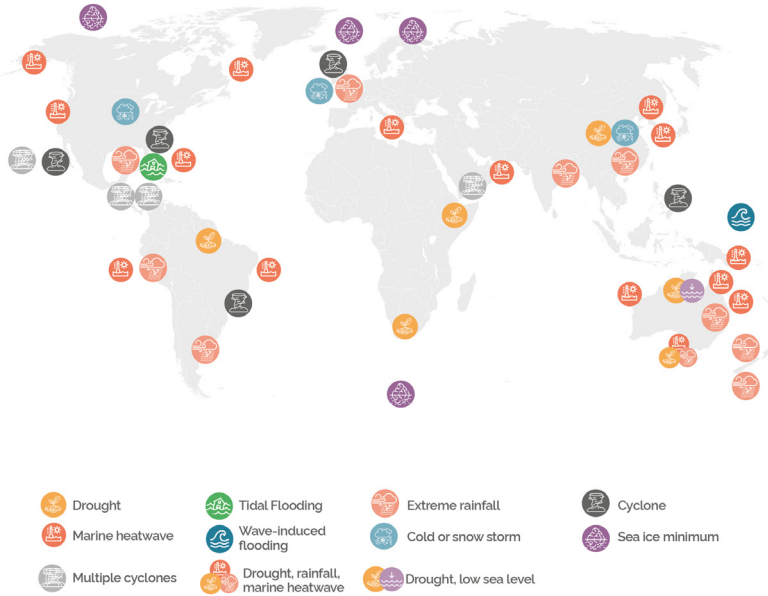 Drought
Tidal Flooding
Extreme rainfall
Cyclone
Marine heatwave
Wave-induced
flooding
Cold or snow storm
Sea ice minimum
Multiple cyclones
Drought, rainfall,
marine heatwave
Drought, low sea level